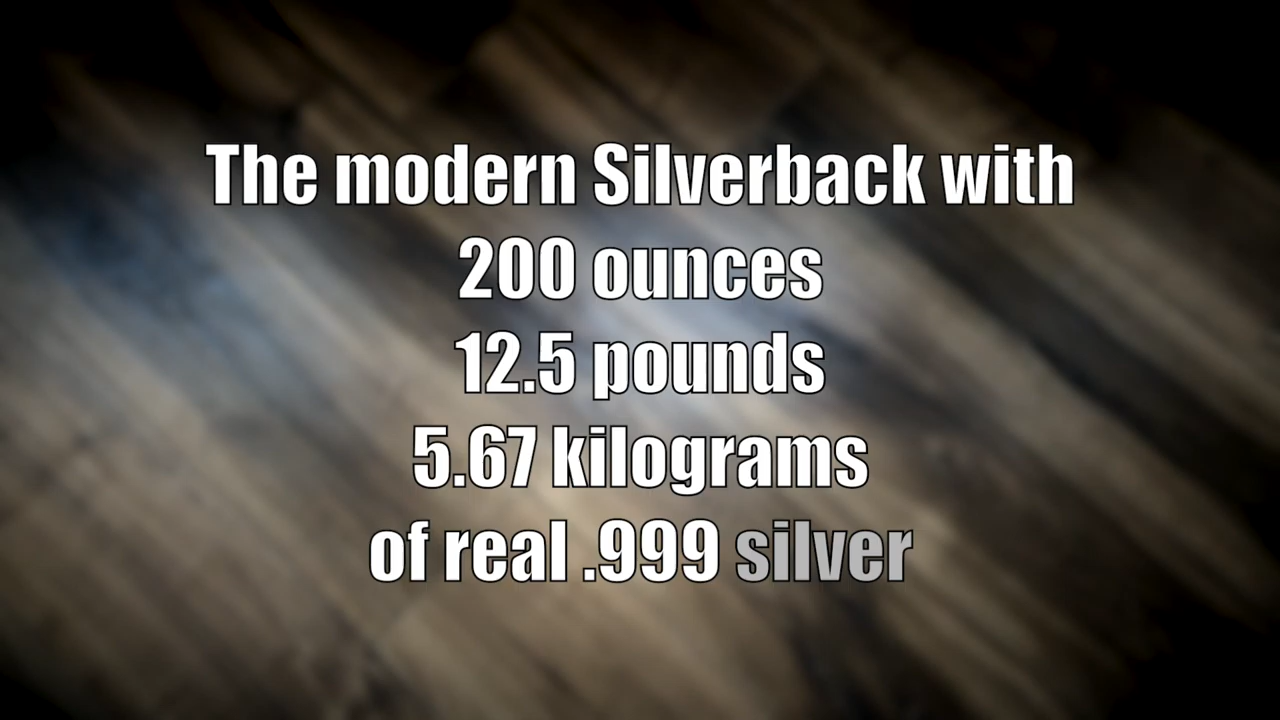 The modern Silverback with
200 ounces
12.5 pounds
5.67 kilograms
of real .999 silver